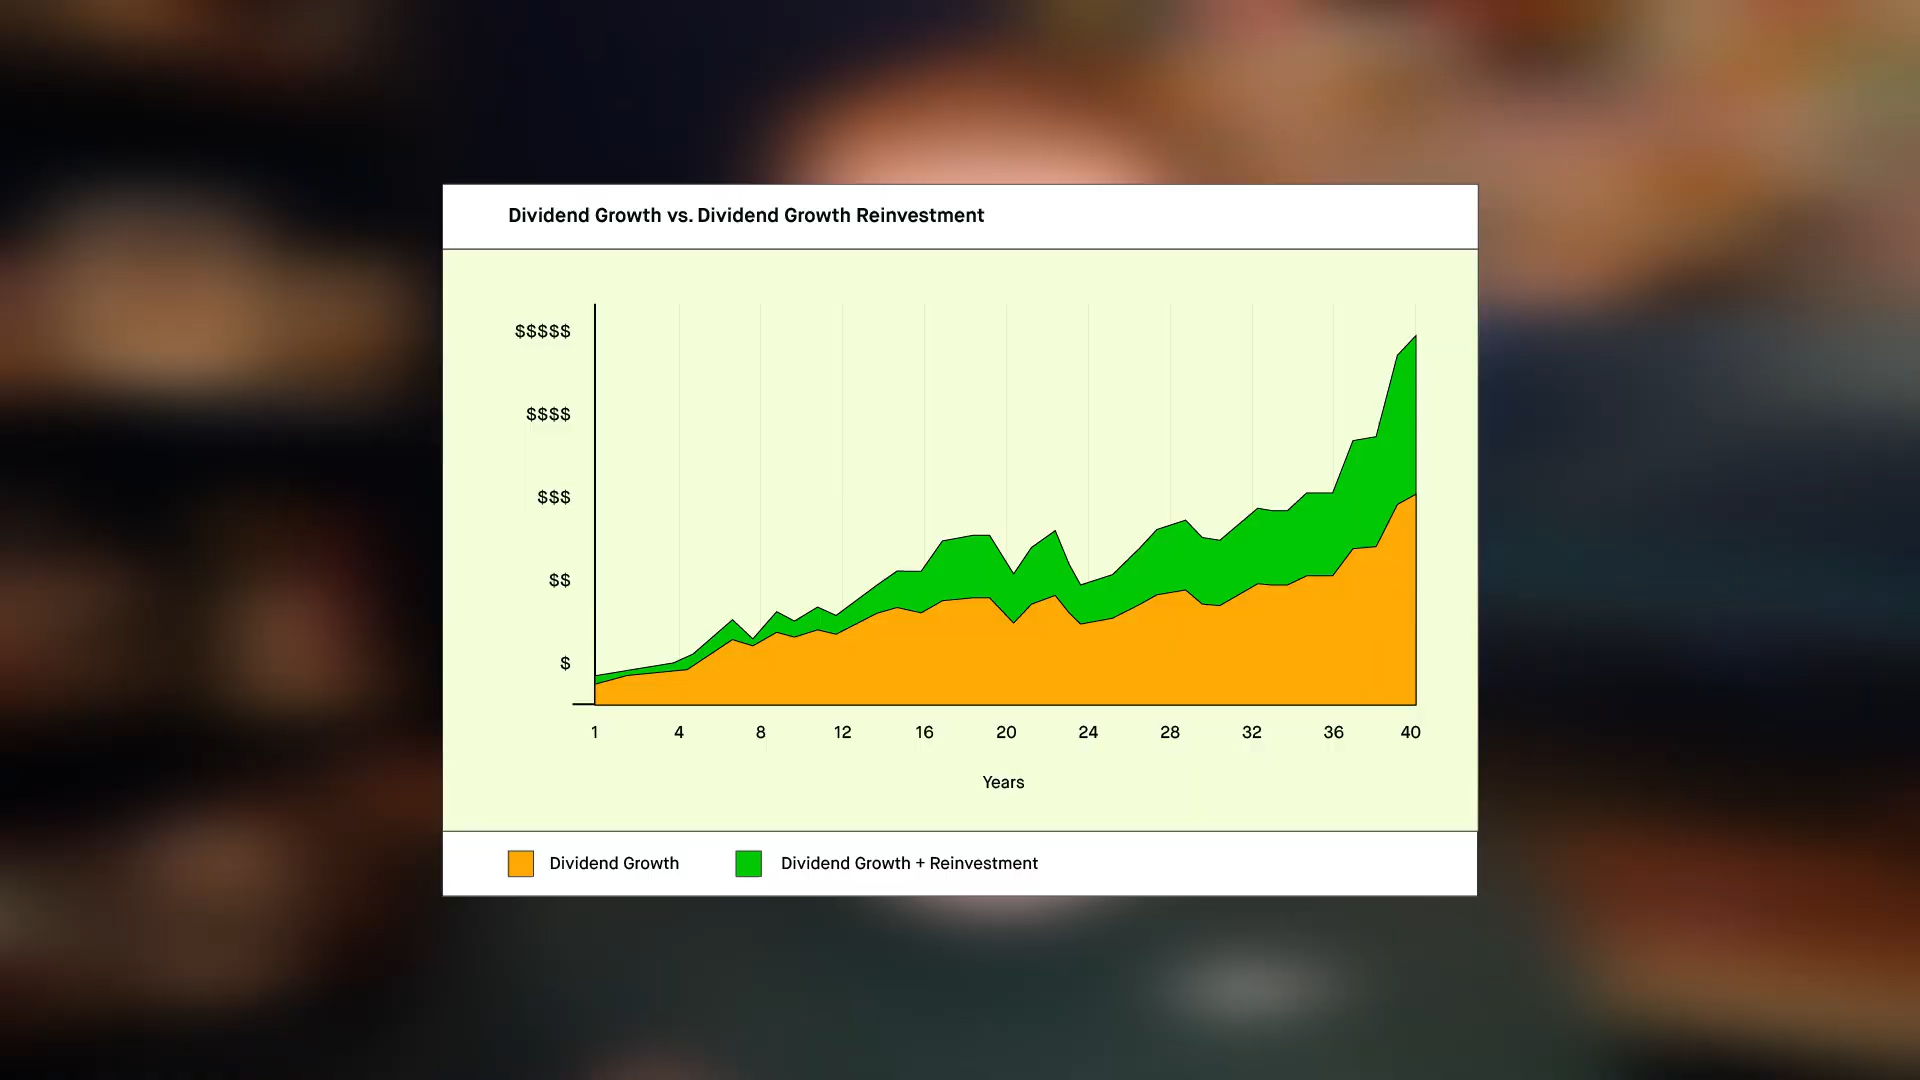 Dividend Growth vs. Dividend Growth Reinvestment
$$$$$
$$$$
$$$
$$
$
1 4 8 12 16 20 24 28 32 36 40
Years
Dividend Growth Dividend Growth + Reinvestment